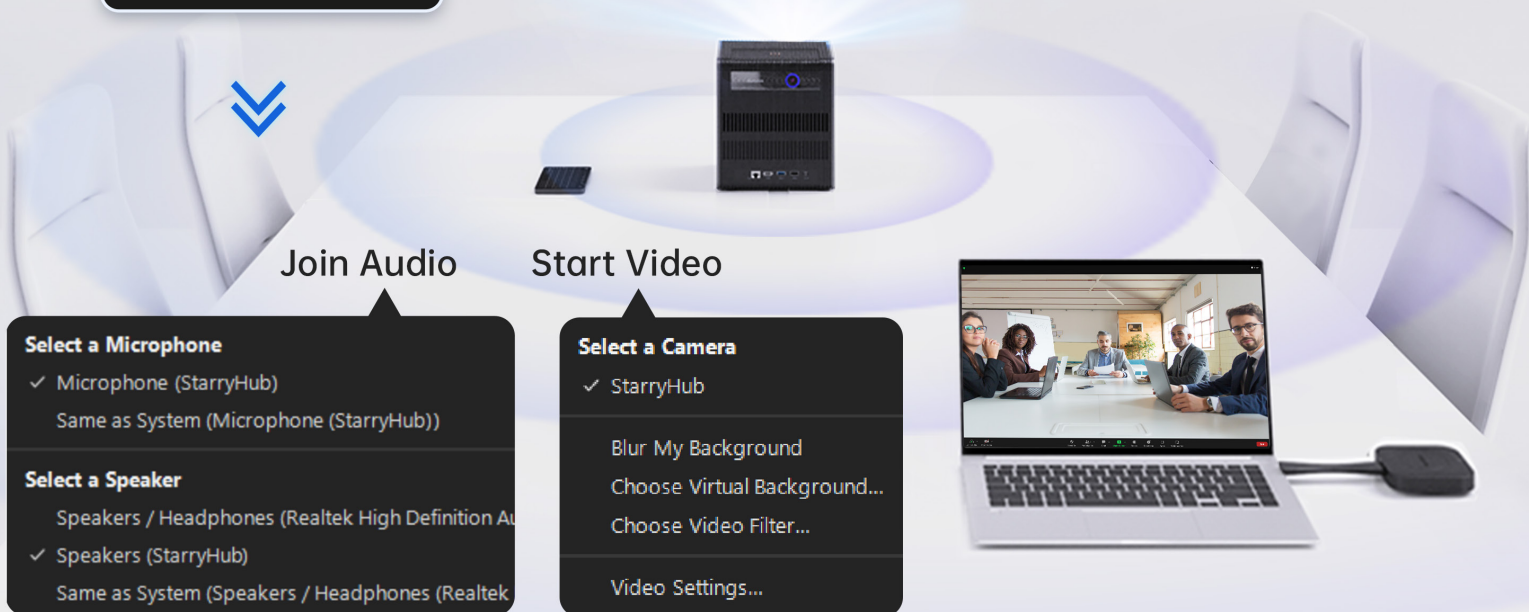 Join Audio
Start Video
Select a Microphone
Microphone (StarryHub)
Same as System (Microphone (StarryHub))
Select a Speaker
Speakers / Headphones (Realtek High Definition Au
Speakers (StarryHub)
Same as System (Speakers / Headphones (Realtek
Select a Camera
StarryHub
Blur My Background
Choose Virtual Background...
Choose Video Filter...
Video Settings...